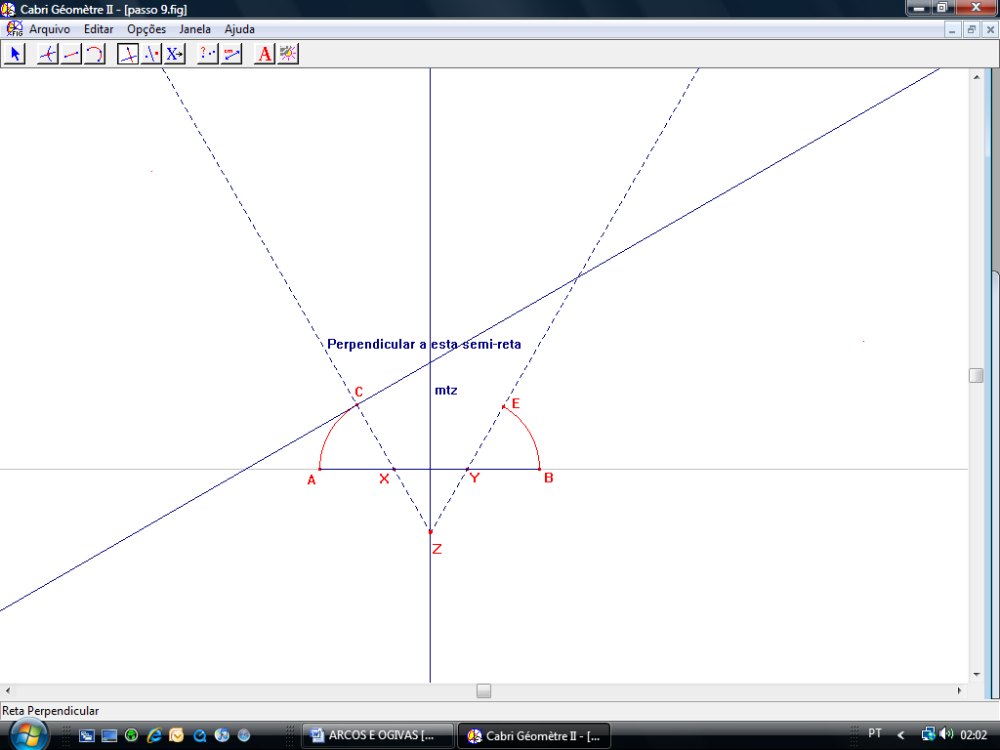 Cabri Géomètre II - [passo 9.fig]
Arquivo Editar Opções Janela Ajuda
X
?
cm
A
Perpendicular a esta semi-reta
C
mtz
E
A
X
Y
B
Z
Reta Perpendicular
ARCOS E OGIVAS [...
Cabri Géomètre II - [...
PT
02:02